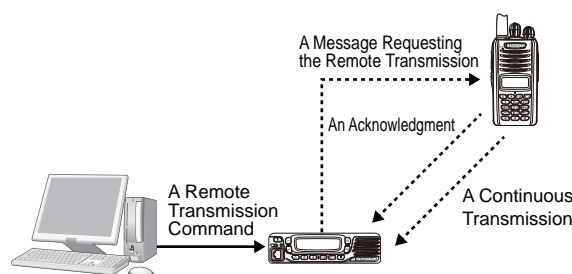 A Message Requesting
the Remote Transmission
An Acknowledgment
A Remote
Transmission
Command
A Continuous
Transmission